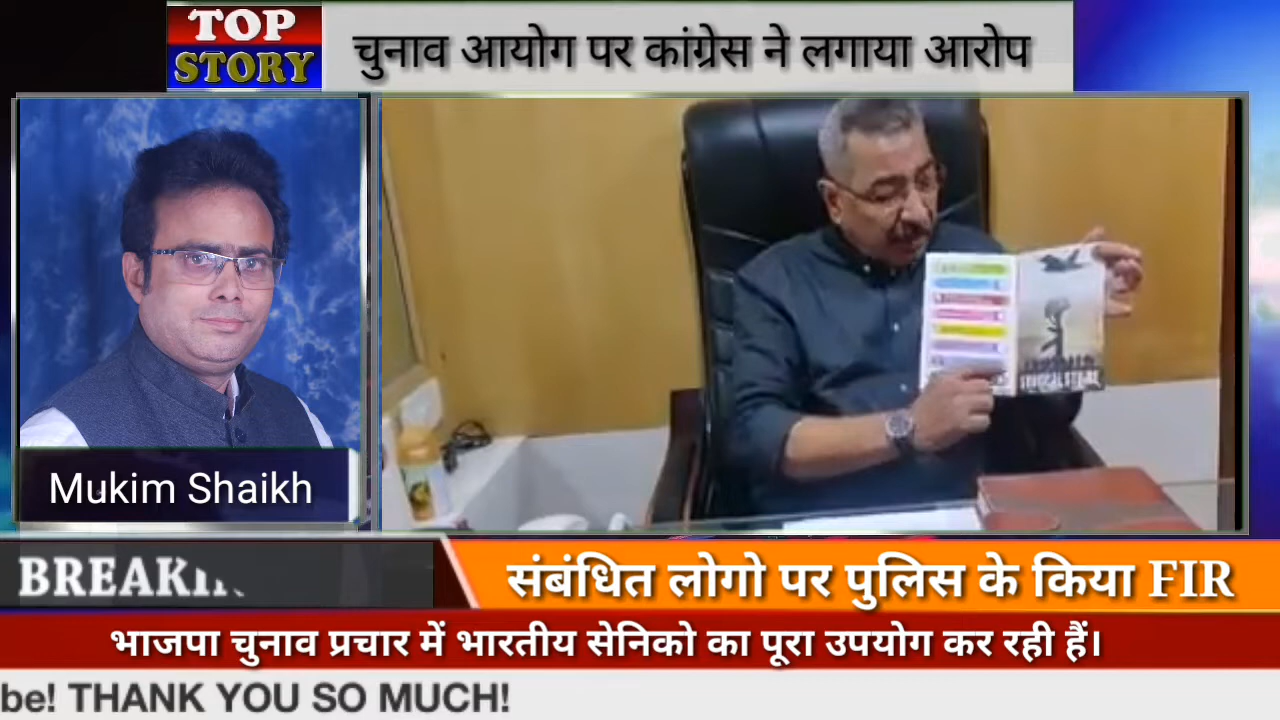 TOP
STORY
चुनाव आयोग पर कांग्रेस ने लगाया आरोप
Mukim Shaikh
संबंधित लोगो पर पुलिस के किया FIR
भाजपा चुनाव प्रचार में भारतीय सेनिको का पूरा उपयोग कर रही हैं।
be! THANK YOU SO MUCH!